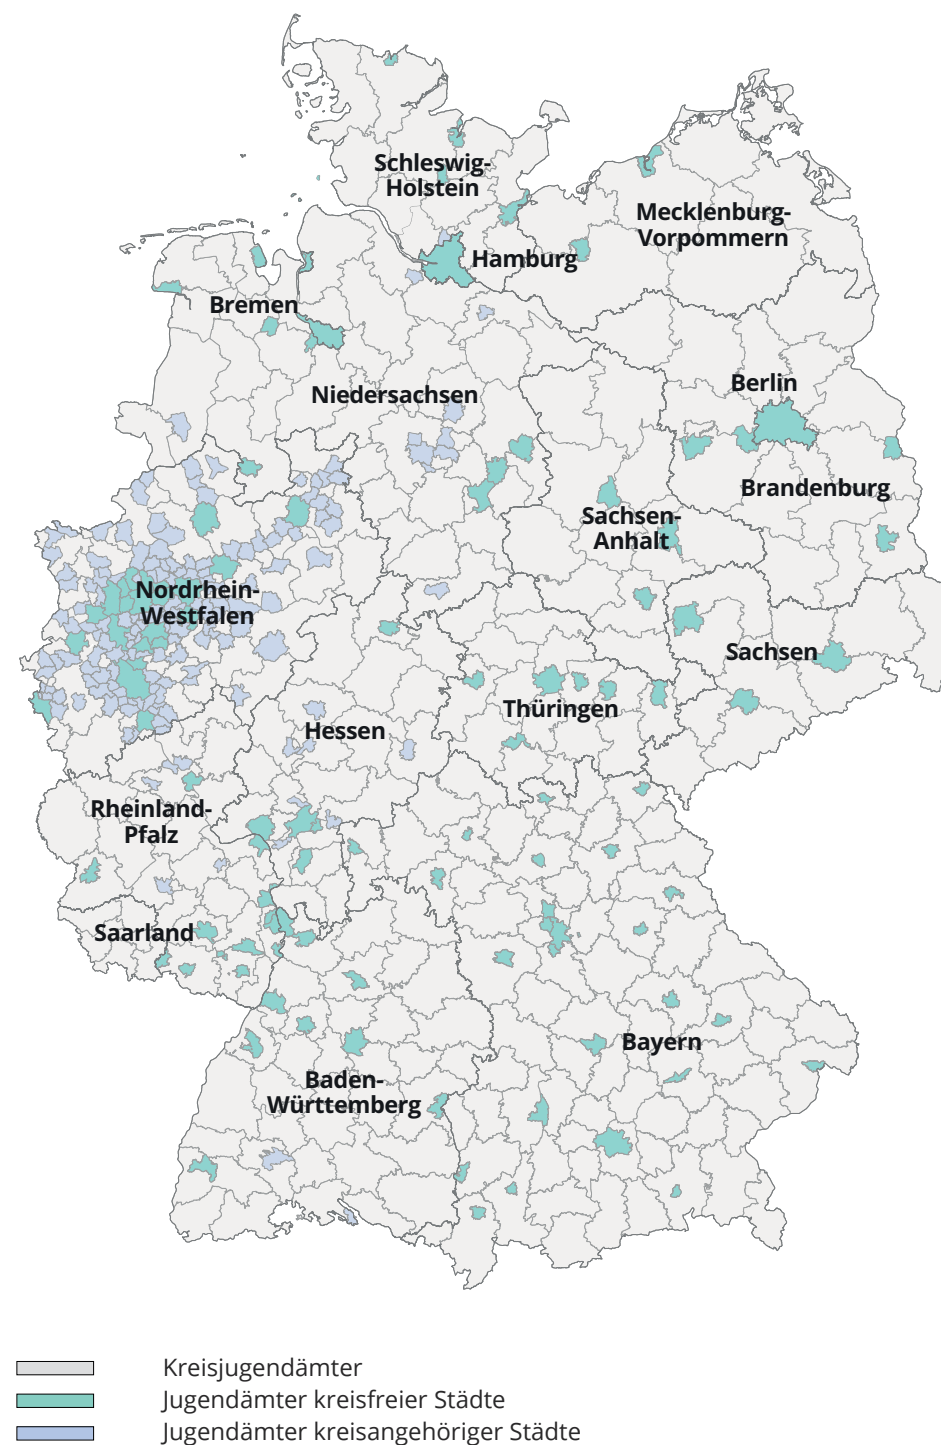 Schleswig-
Holstein
Mecklenburg-
Vorpommern
Hamburg
Bremen
Berlin
Niedersachsen
Brandenburg
Sachsen-
Anhalt
Nordrhein-
Westfalen
Sachsen
Thüringen
Hessen
Rheinland-
Pfalz
Saarland
Bayern
Baden-
Württemberg
Kreisjugendämter
Jugendämter kreisfreier Städte
Jugendämter kreisangehöriger Städte